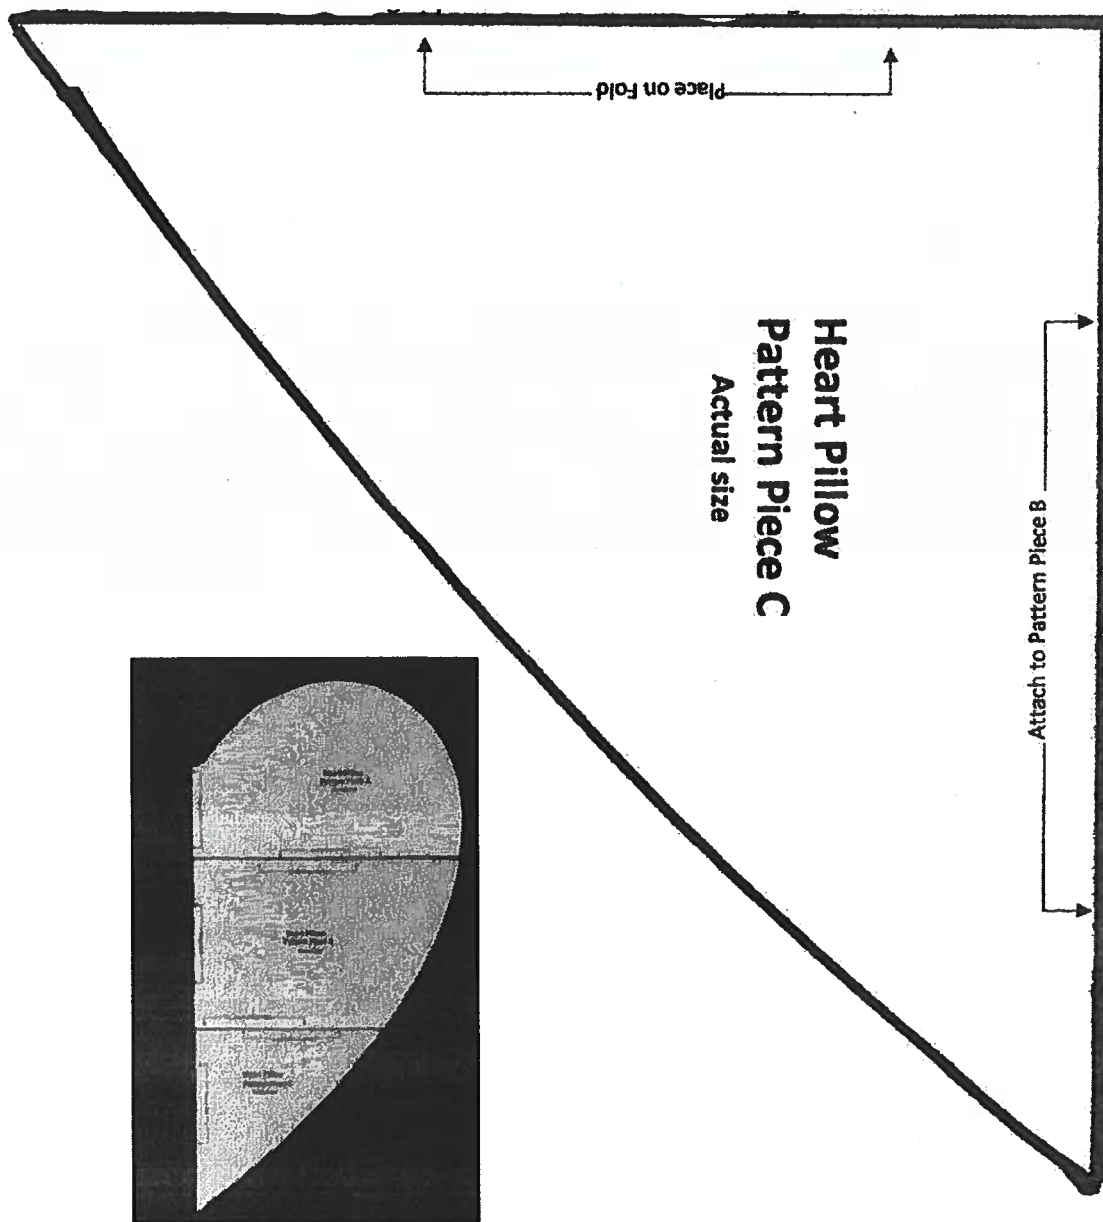 Heart Pillow
Pattern Piece C
Actual size
Place on Fold
Attach to Pattern Piece B